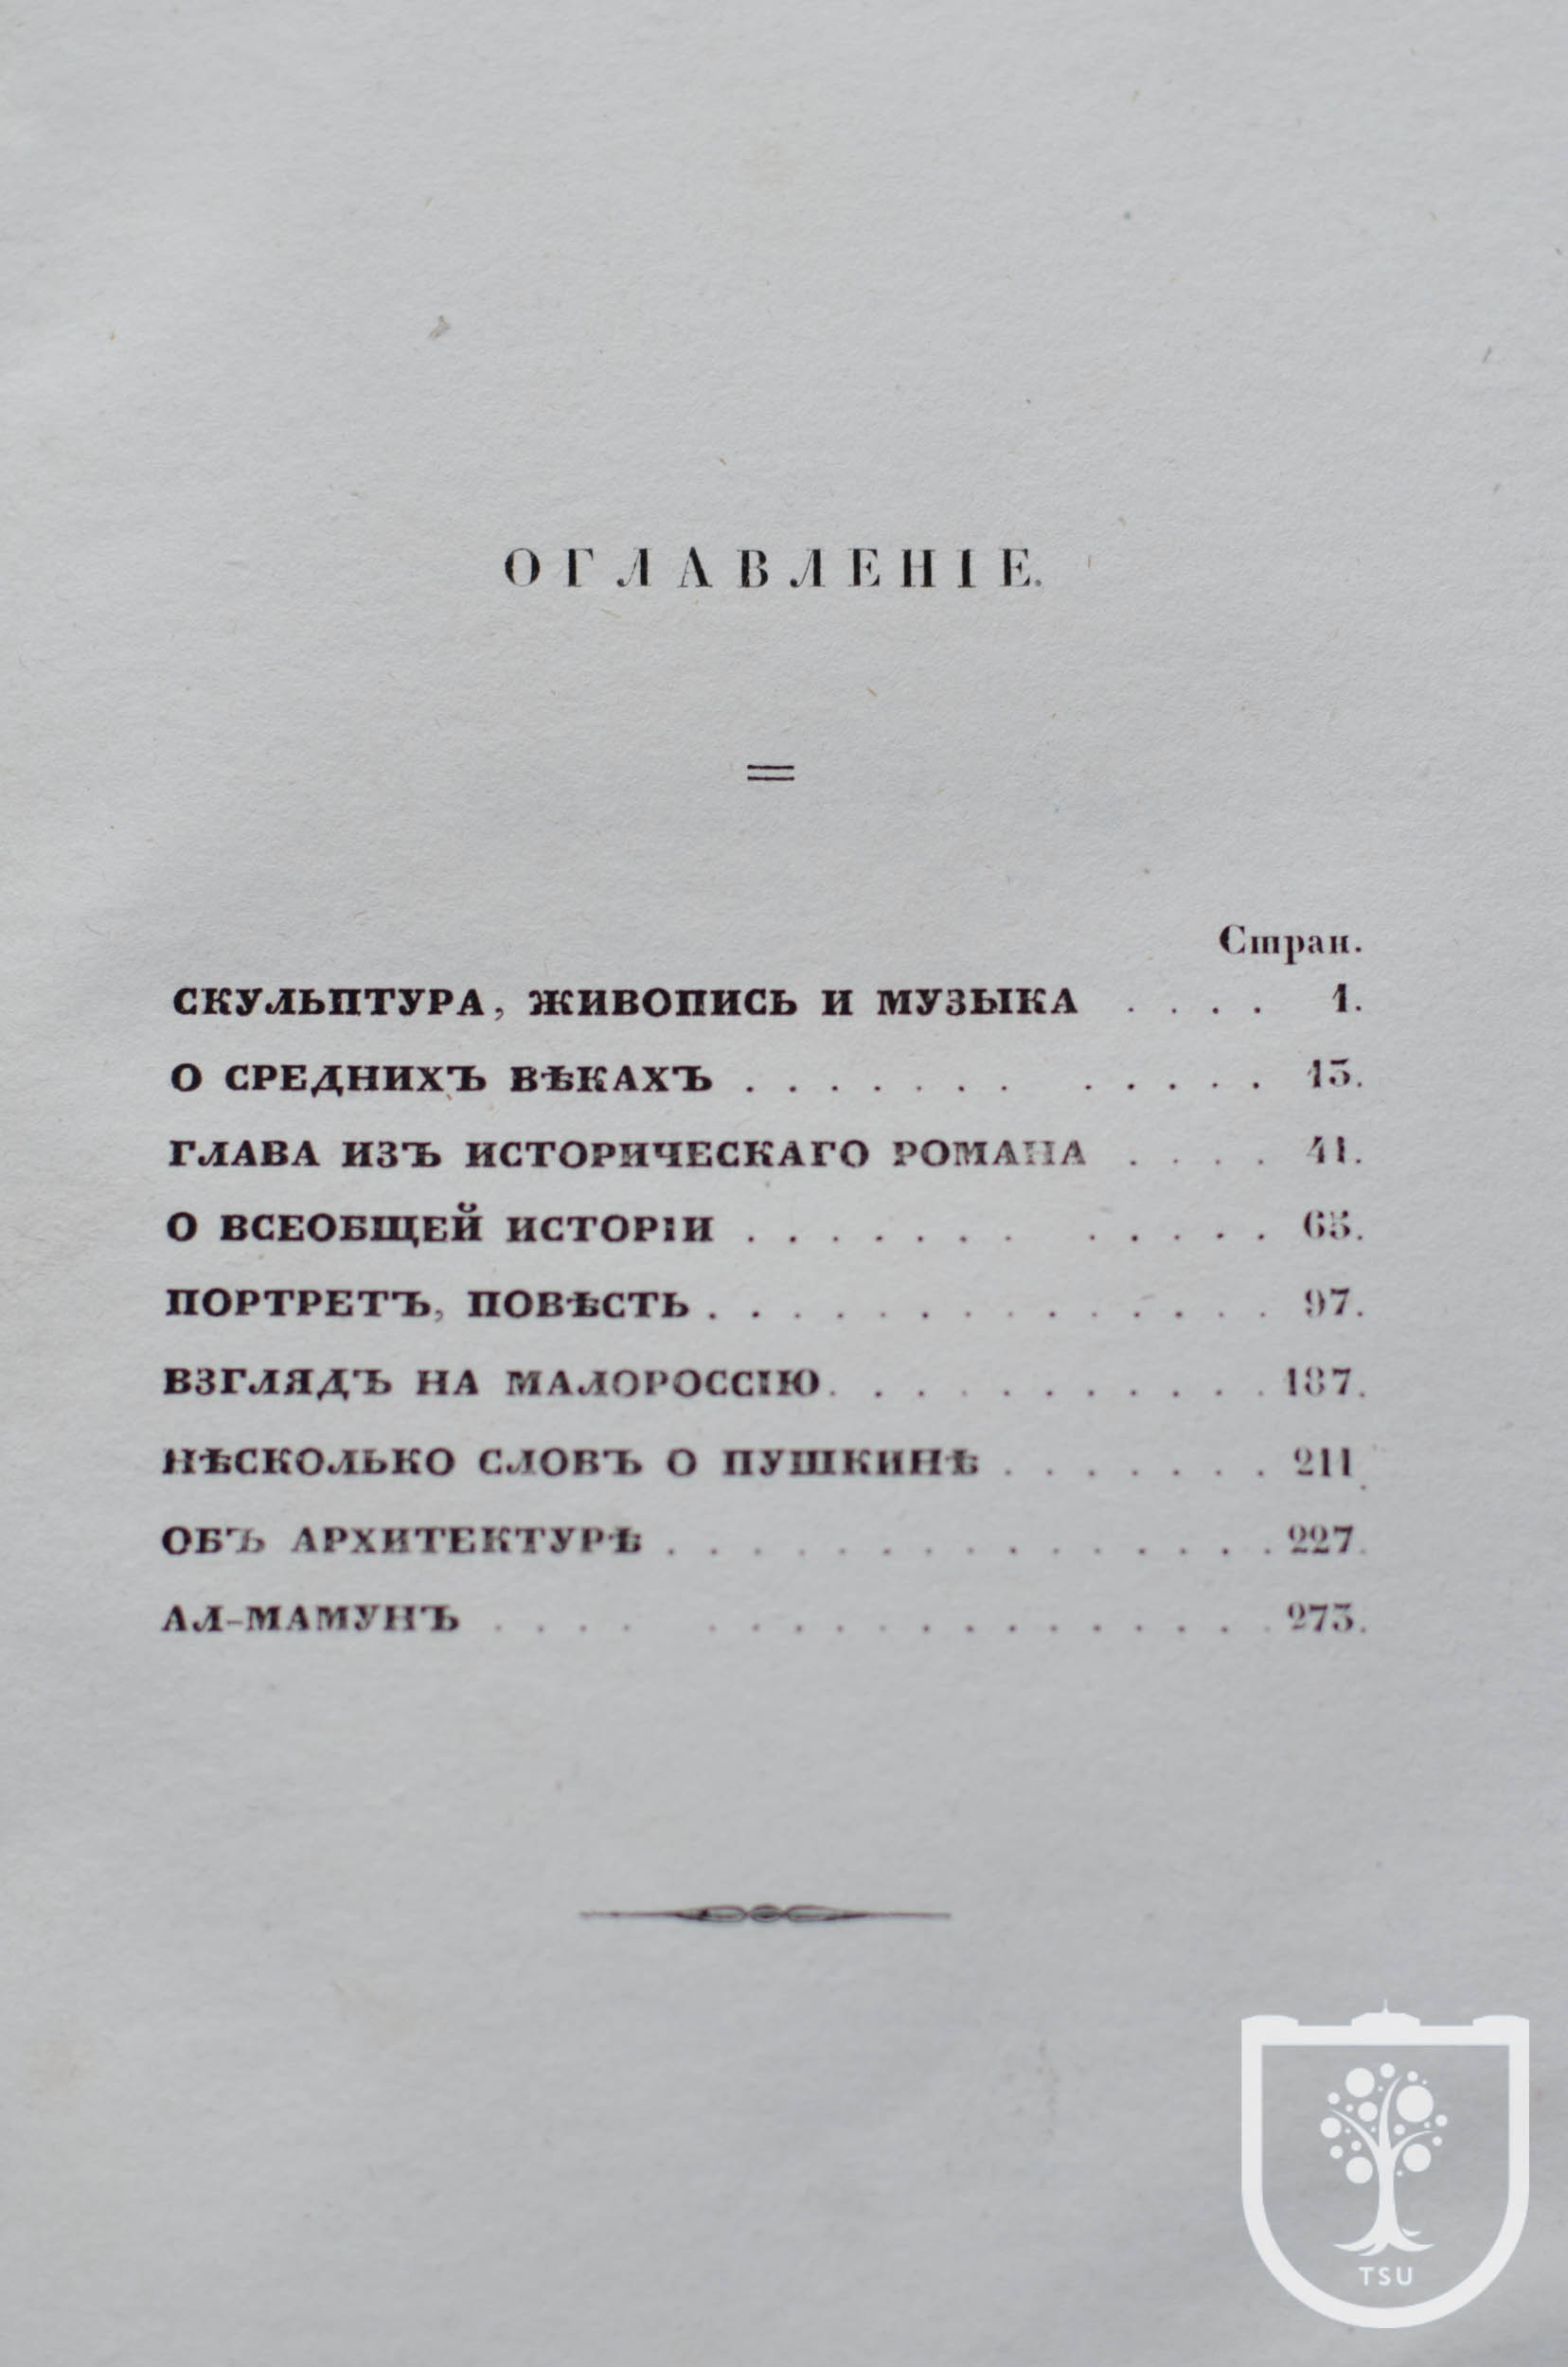 ОГЛАВЛЕНІЕ.
Стран.
СКУЛЬПТУРА, ЖИВОПИСЬ И МУЗЫКА . . . . 1.
О СРЕДНИХЪ ВѢКАХЪ . . . . . . . . . . . . 15.
ГЛАВА ИЗЪ ИСТОРИЧЕСКАГО РОМАНА . . . . 41.
О ВСЕОБЩЕЙ ИСТОРІИ . . . . . . . . . . . . 65.
ПОРТРЕТЪ, ПОВѢСТЬ . . . . . . . . . . . . . . 97.
ВЗГЛЯДЪ НА МАЛОРОССІЮ . . . . . . . . . . . 187.
НѢСКОЛЬКО СЛОВЪ О ПУШКИНѢ . . . . . . . 211.
ОБЪ АРХИТЕКТУРѢ . . . . . . . . . . . . . . . 227.
АЛ-МАМУНЪ . . . . . . . . . . . . . . . . . . 273.
TSU